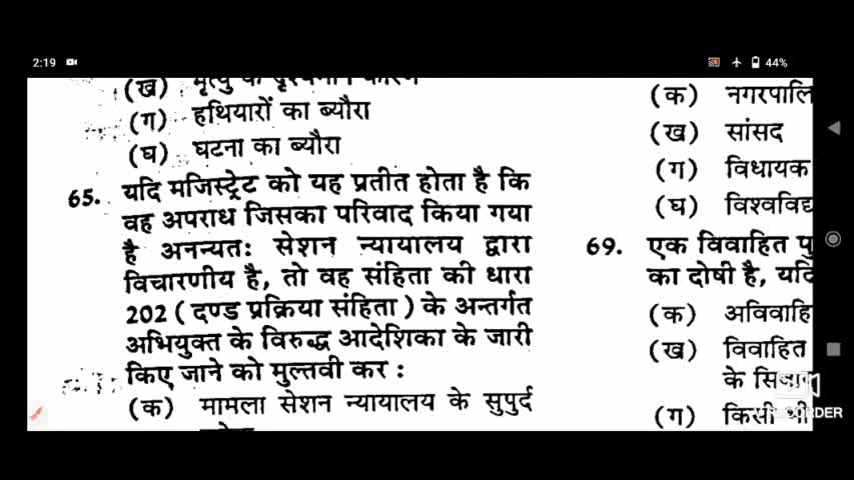 2:19
44%
(ख)
(ग) हथियारों का ब्यौरा
(घ) घटना का ब्यौरा
65. यदि मजिस्ट्रेट को यह प्रतीत होता है कि
वह अपराध जिसका परिवाद किया गया
है अनन्यतः सेशन न्यायालय द्वारा
विचारणीय है, तो वह संहिता की धारा
202 ( दण्ड प्रक्रिया संहिता ) के अन्तर्गत
अभियुक्त के विरुद्ध आदेशिका के जारी
किए जाने को मुल्तवी कर :
(क) मामला सेशन न्यायालय के सुपुर्द
(क) नगरपालि
(ख) सांसद
(ग) विधायक
(घ) विश्वविद्य
69. एक विवाहित पु
का दोषी है, यदि
(क) अविवाहि
(ख) विवाहित
के सिवा
(ग) किसी भी
RECORDER